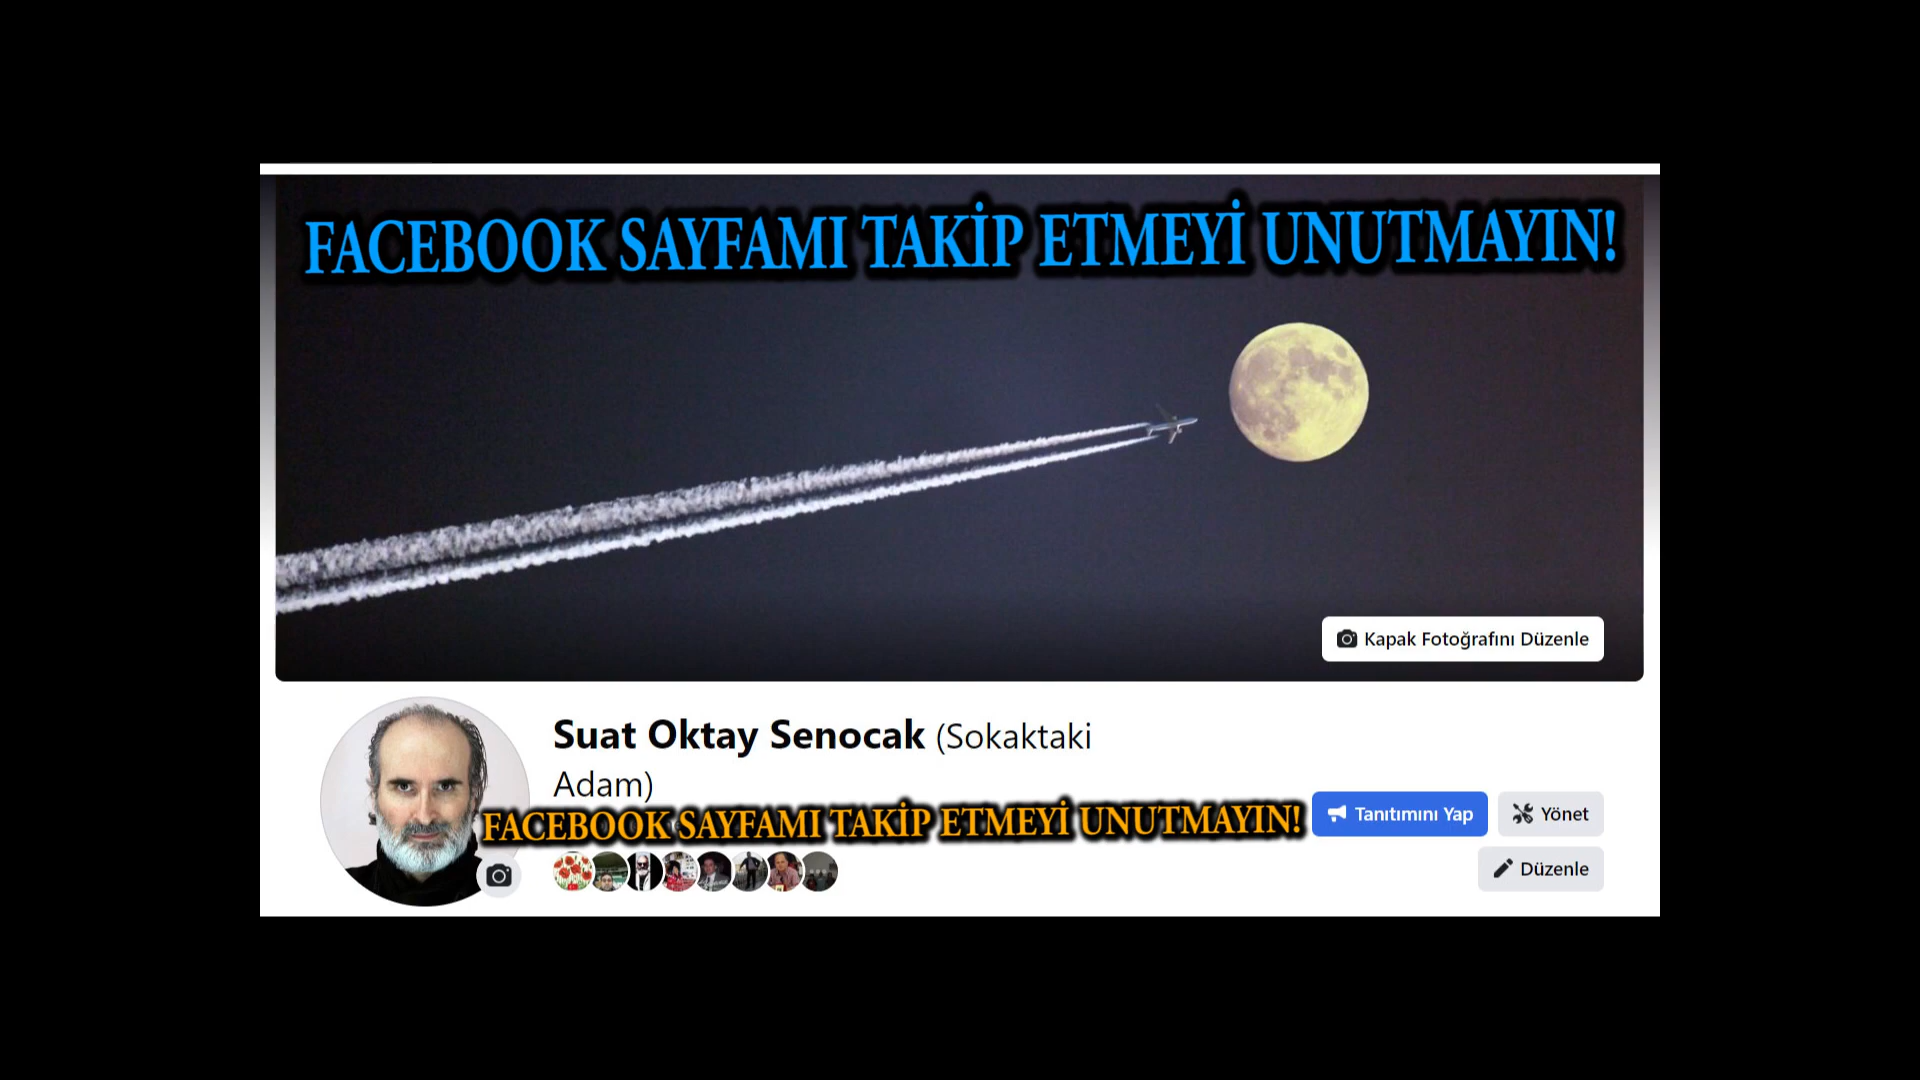 FACEBOOK SAYFAMI TAKİP ETMEYİ UNUTMAYIN!
Kapak Fotoğrafını Düzenle
Suat Oktay Senocak (Sokaktaki
Adam)
FACEBOOK SAYFAMI TAKİP ETMEYİ UNUTMAYIN!
Tanıtımını Yap
Yönet
Düzenle